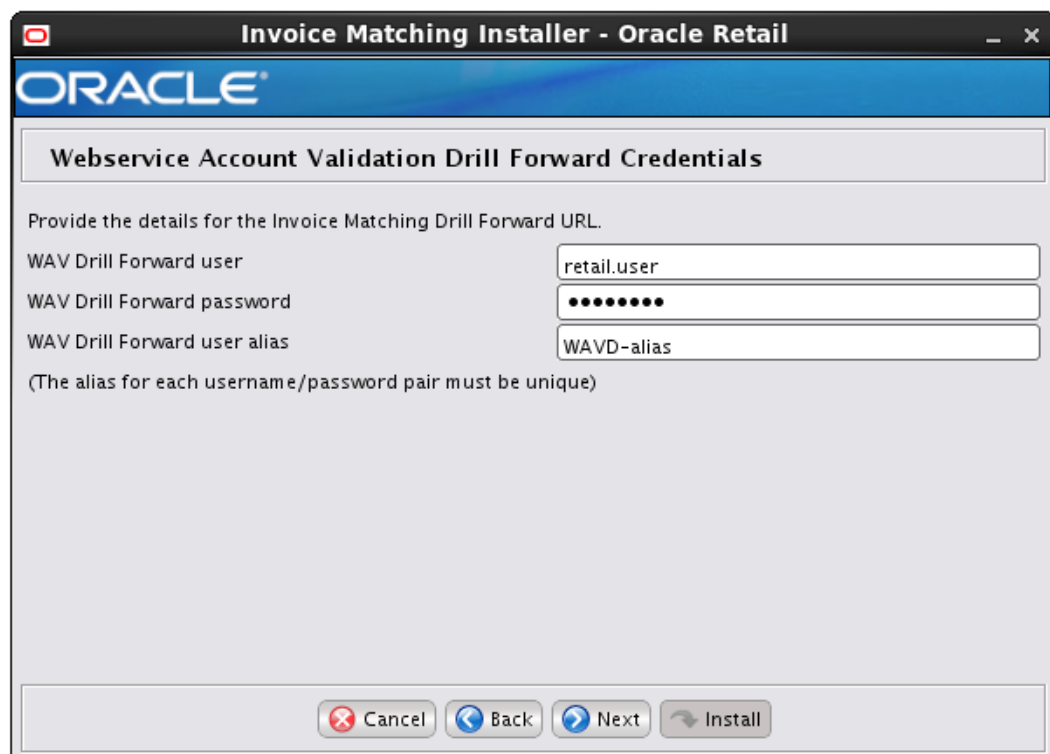 Invoice Matching Installer - Oracle Retail
ORACLE®
Webservice Account Validation Drill Forward Credentials
Provide the details for the Invoice Matching Drill Forward URL.
WAV Drill Forward user retail.user
WAV Drill Forward password ••••••••
WAV Drill Forward user alias WAVD-alias
(The alias for each username/password pair must be unique)
Cancel Back Next Install